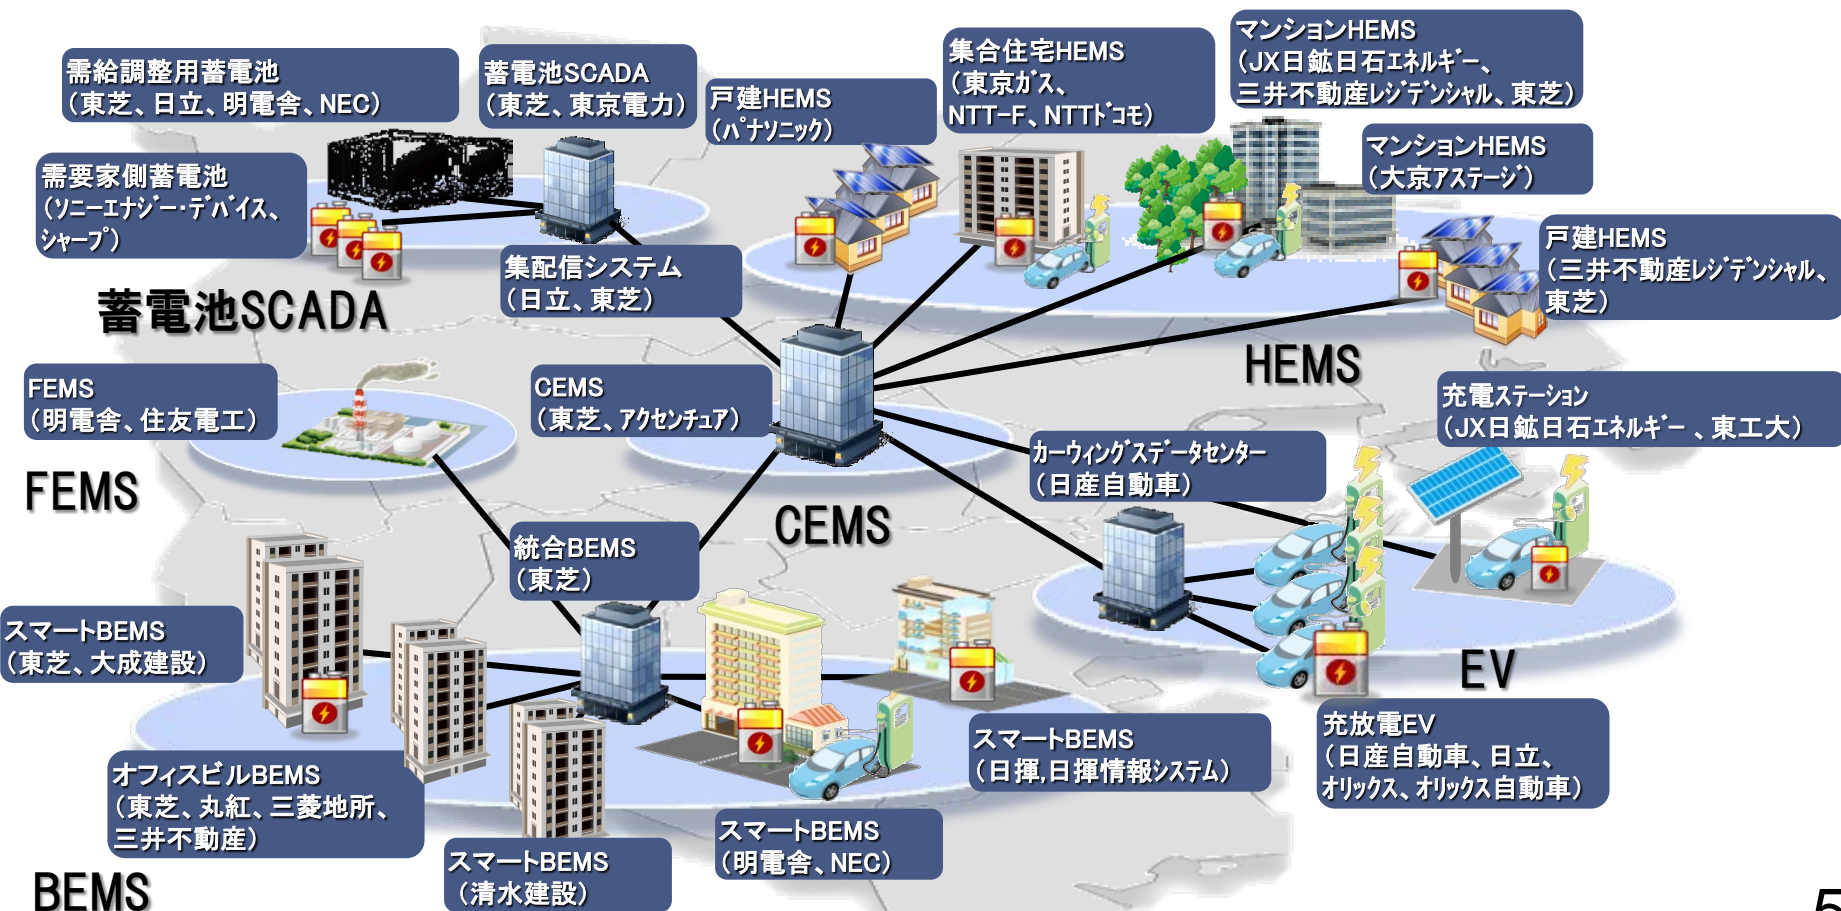 需給調整用蓄電池
（東芝、日立、明電舎、NEC）
蓄電池SCADA
（東芝、東京電力）
戸建HEMS
（ﾊﾟﾅｿﾆｯｸ）
集合住宅HEMS
（東京ｶﾞｽ、
NTT-F、NTTﾄﾞｺﾓ）
マンションHEMS
（JX日鉱日石ｴﾈﾙｷﾞｰ、
三井不動産ﾚｼﾞﾃﾞﾝｼｬﾙ、東芝）
マンションHEMS
（大京ｱｽﾃｰｼﾞ）
需要家側蓄電池
（ｿﾆｰｴﾅｼﾞｰ･ﾃﾞﾊﾞｲｽ、
ｼｬｰﾌﾟ）
戸建HEMS
（三井不動産ﾚｼﾞﾃﾞﾝｼｬﾙ、
東芝）
集配信システム
（日立、東芝）
蓄電池SCADA
HEMS
FEMS
（明電舎、住友電工）
CEMS
（東芝、ｱｸｾﾝﾁｭｱ）
充電ｽﾃｰｼｮﾝ
（JX日鉱日石ｴﾈﾙｷﾞｰ 、東工大）
ｶｰｳｨﾝｸﾞｽﾃﾞｰﾀｾﾝﾀｰ
（日産自動車）
FEMS
CEMS
統合BEMS
（東芝）
スマートBEMS
（東芝、大成建設）
EV
充放電EV
（日産自動車、日立、
ｵﾘｯｸｽ、ｵﾘｯｸｽ自動車）
スマートBEMS
（日揮,日揮情報ｼｽﾃﾑ）
オフィスビルBEMS
（東芝、丸紅、三菱地所、
三井不動産）
スマートBEMS
（明電舎、NEC）
スマートBEMS
（清水建設）
BEMS
5